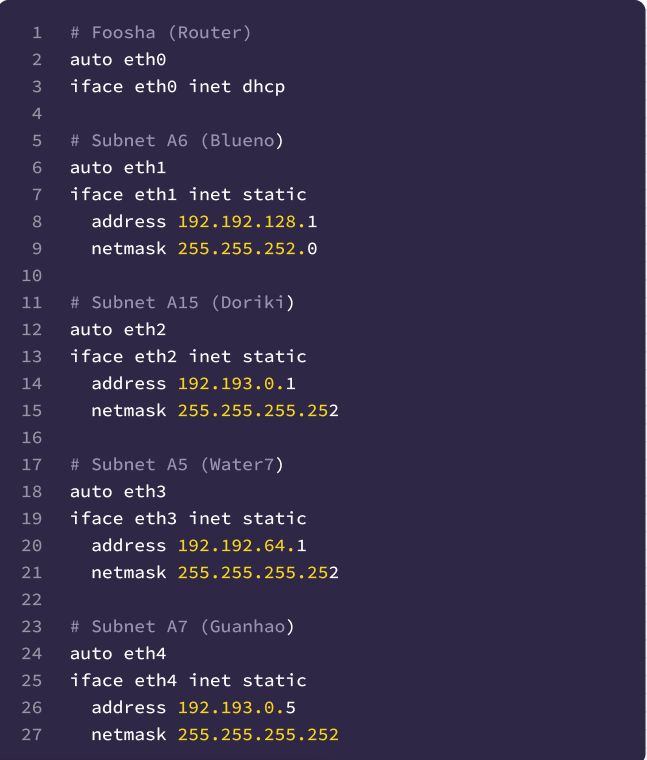 1 # Foosha (Router)
2 auto eth0
3 iface eth0 inet dhcp
4
5 # Subnet A6 (Blueno)
6 auto eth1
7 iface eth1 inet static
8   address 192.192.128.1
9   netmask 255.255.252.0
10
11 # Subnet A15 (Doriki)
12 auto eth2
13 iface eth2 inet static
14   address 192.193.0.1
15   netmask 255.255.255.252
16
17 # Subnet A5 (Water7)
18 auto eth3
19 iface eth3 inet static
20   address 192.192.64.1
21   netmask 255.255.255.252
22
23 # Subnet A7 (Guanhao)
24 auto eth4
25 iface eth4 inet static
26   address 192.193.0.5
27   netmask 255.255.255.252